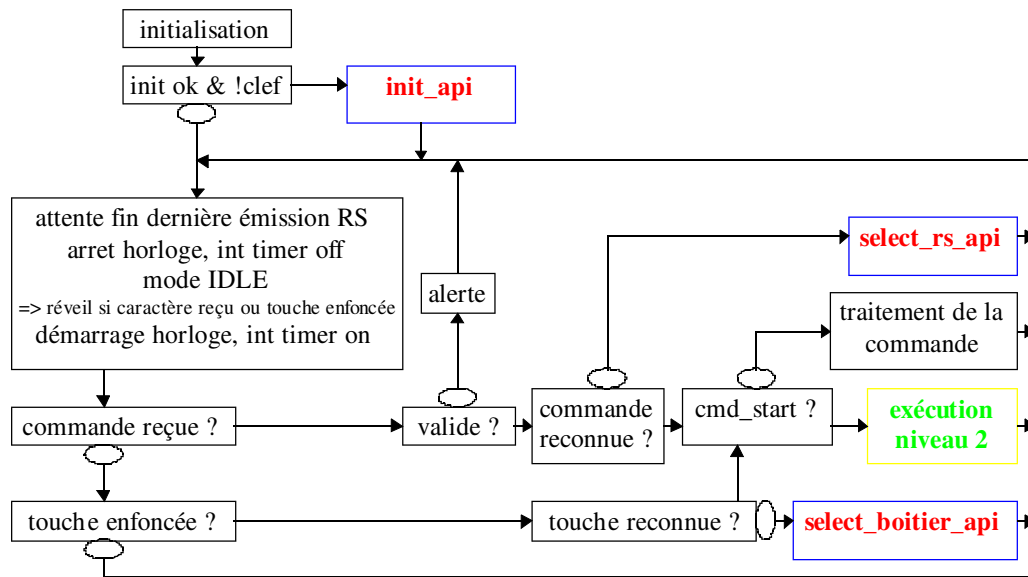 initialisation
init ok & !clef
init_api
attente fin dernière émission RS
arret horloge, int timer off
mode IDLE
=> réveil si caractère reçu ou touche enfoncée
démarrage horloge, int timer on
alerte
select_rs_api
traitement de la
commande
commande reçue ?
valide ?
commande
reconnue ?
cmd_start ?
exécution
niveau 2
touche enfoncée ?
touche reconnue ?
select_boitier_api